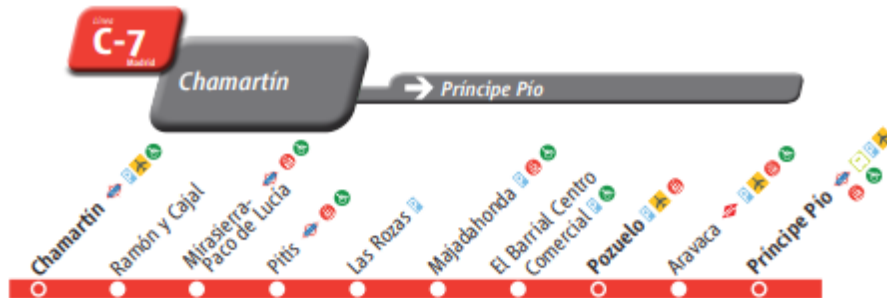 Línea
C-7
Madrid
Chamartín
Príncipe Pío
Chamartín
Ramón y Cajal
Mirasierra-
Paco de Lucía
Pitis
Las Rozas
Majadahonda
El Barrial Centro
Comercial
Pozuelo
Aravaca
Príncipe Pío